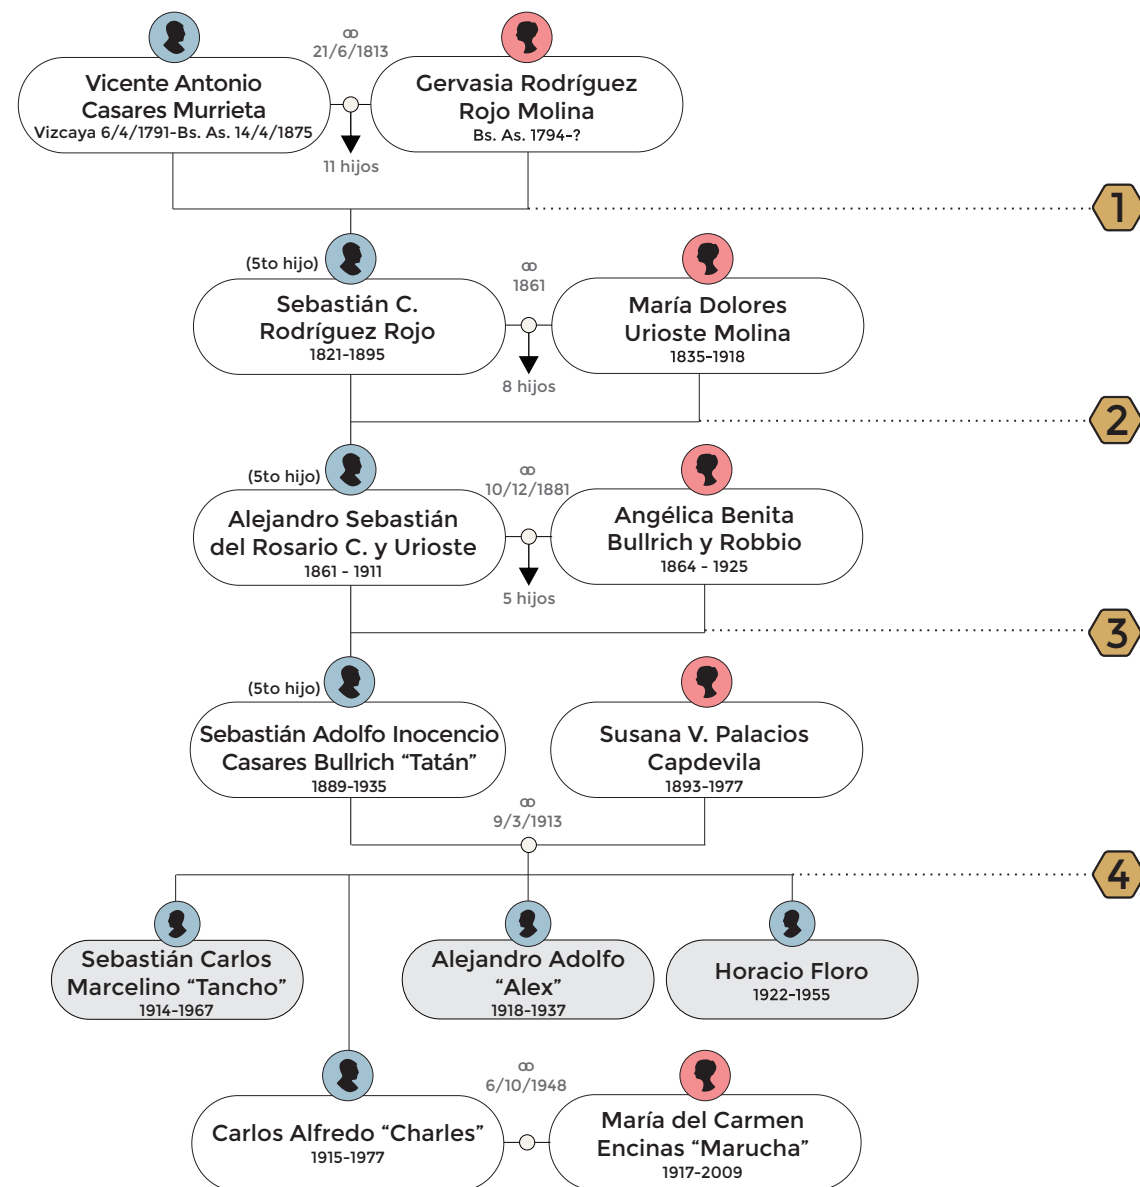 21/6/1813
Vicente Antonio
Casares Murrieta
Vizcaya 6/4/1791-Bs. As. 14/4/1875
Gervasia Rodríguez
Rojo Molina
Bs. As. 1794-?
11 hijos
1
(5to hijo)
1861
Sebastián C.
Rodríguez Rojo
1821-1895
María Dolores
Urioste Molina
1835-1918
8 hijos
2
(5to hijo)
10/12/1881
Alejandro Sebastián
del Rosario C. y Urioste
1861 - 1911
Angélica Benita
Bullrich y Robbio
1864 - 1925
5 hijos
3
(5to hijo)
Sebastián Adolfo Inocencio
Casares Bullrich “Tatán”
1889-1935
Susana V. Palacios
Capdevila
1893-1977
9/3/1913
4
Sebastián Carlos
Marcelino “Tancho”
1914-1967
Alejandro Adolfo
“Alex”
1918-1937
Horacio Floro
1922-1955
6/10/1948
Carlos Alfredo “Charles”
1915-1977
María del Carmen
Encinas “Marucha”
1917-2009